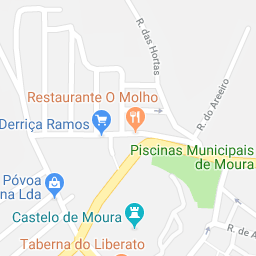 R. das Hortas
Restaurante O Molho
R. do Areeiro
Derriça Ramos
Piscinas Municipais
de Moura
Póvoa
na Lda
Castelo de Moura
R. de A
Taberna do Liberato